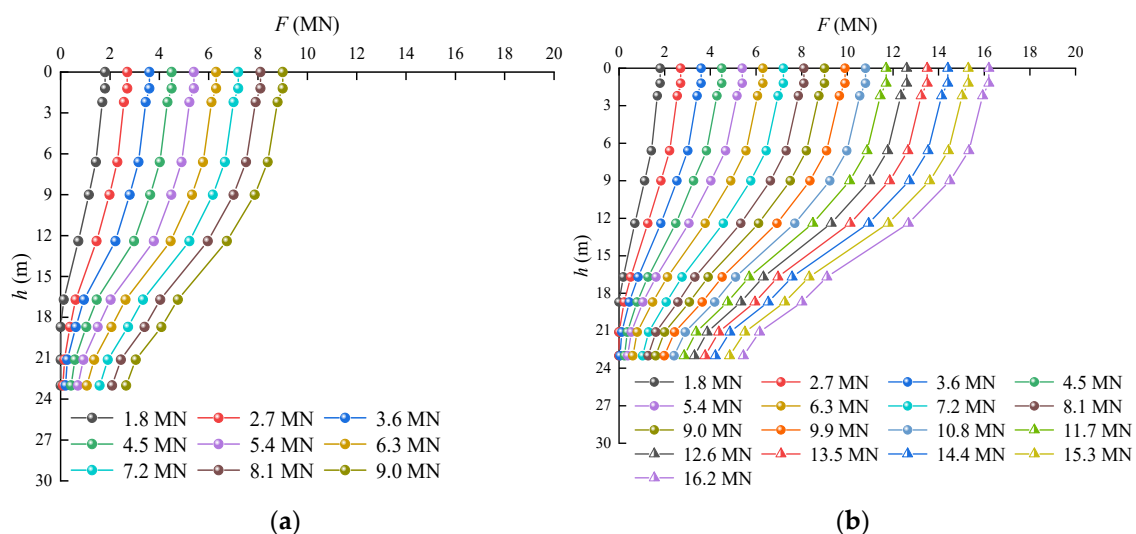 F (MN)
0 2 4 6 8 10 12 14 16 18 20
0
3
6
9
12
15
18
21
24
27
30
h (m)
1.8 MN 2.7 MN 3.6 MN
4.5 MN 5.4 MN 6.3 MN
7.2 MN 8.1 MN 9.0 MN
(a)
F (MN)
0 2 4 6 8 10 12 14 16 18 20
0
3
6
9
12
15
18
21
24
27
30
h (m)
1.8 MN 2.7 MN 3.6 MN 4.5 MN
5.4 MN 6.3 MN 7.2 MN 8.1 MN
9.0 MN 9.9 MN 10.8 MN 11.7 MN
12.6 MN 13.5 MN 14.4 MN 15.3 MN
16.2 MN
(b)